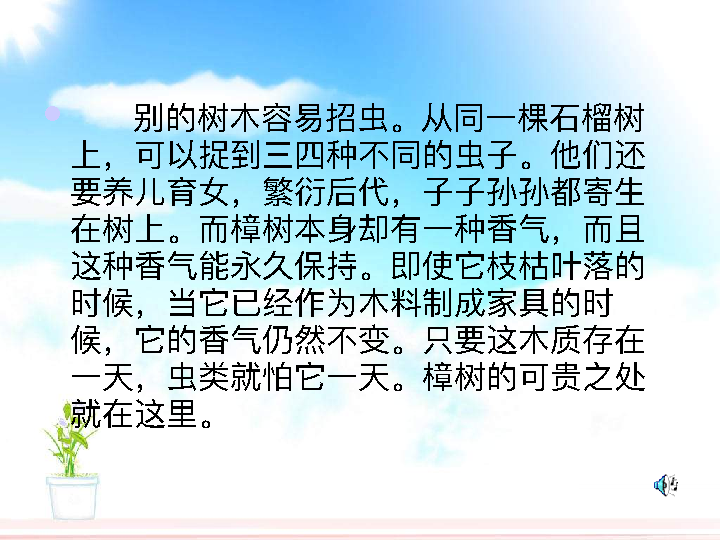 别的树木容易招虫。从同一棵石榴树
上，可以捉到三四种不同的虫子。他们还
要养儿育女，繁衍后代，子子孙孙都寄生
在树上。而樟树本身却有一种香气，而且
这种香气能永久保持。即使它枝枯叶落的
时候，当它已经作为木料制成家具的时
候，它的香气仍然不变。只要这木质存在
一天，虫类就怕它一天。樟树的可贵之处
就在这里。